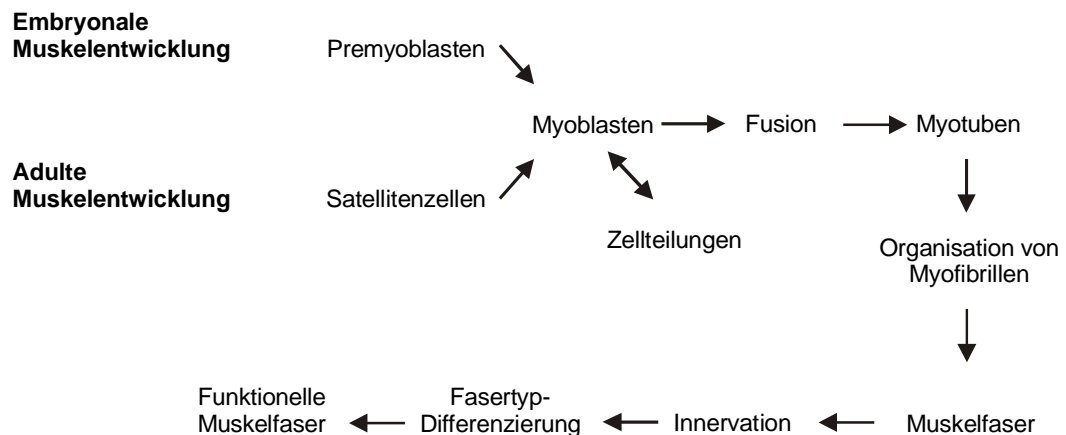 Embryonale
Muskelentwicklung
Premyoblasten
Myoblasten
Fusion
Myotuben
Adulte
Muskelentwicklung
Satellitenzellen
Zellteilungen
Organisation von
Myofibrillen
Funktionelle
Muskelfaser
Fasertyp-
Differenzierung
Innervation
Muskelfaser